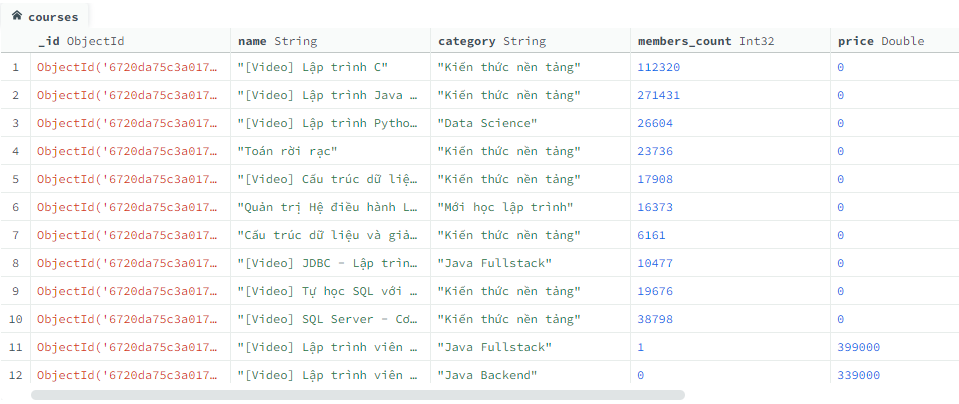 courses
_id ObjectId name String category String members_count Int32 price Double
1 ObjectId('6720da75c3a017… "[Video] Lập trình C" "Kiến thức nền tảng" 112320 0
2 ObjectId('6720da75c3a017… "[Video] Lập trình Java … "Kiến thức nền tảng" 271431 0
3 ObjectId('6720da75c3a017… "[Video] Lập trình Pytho… "Data Science" 26604 0
4 ObjectId('6720da75c3a017… "Toán rời rạc" "Kiến thức nền tảng" 23736 0
5 ObjectId('6720da75c3a017… "[Video] Cấu trúc dữ liệ… "Kiến thức nền tảng" 17908 0
6 ObjectId('6720da75c3a017… "Quản trị Hệ điều hành L… "Mới học lập trình" 16373 0
7 ObjectId('6720da75c3a017… "Cấu trúc dữ liệu và giả… "Kiến thức nền tảng" 6161 0
8 ObjectId('6720da75c3a017… "[Video] JDBC - Lập trìn… "Java Fullstack" 10477 0
9 ObjectId('6720da75c3a017… "[Video] Tự học SQL với … "Kiến thức nền tảng" 19676 0
10 ObjectId('6720da75c3a017… "[Video] SQL Server - Cơ… "Kiến thức nền tảng" 38798 0
11 ObjectId('6720da75c3a017… "[Video] Lập trình viên … "Java Fullstack" 1 399000
12 ObjectId('6720da75c3a017… "[Video] Lập trình viên … "Java Backend" 0 339000